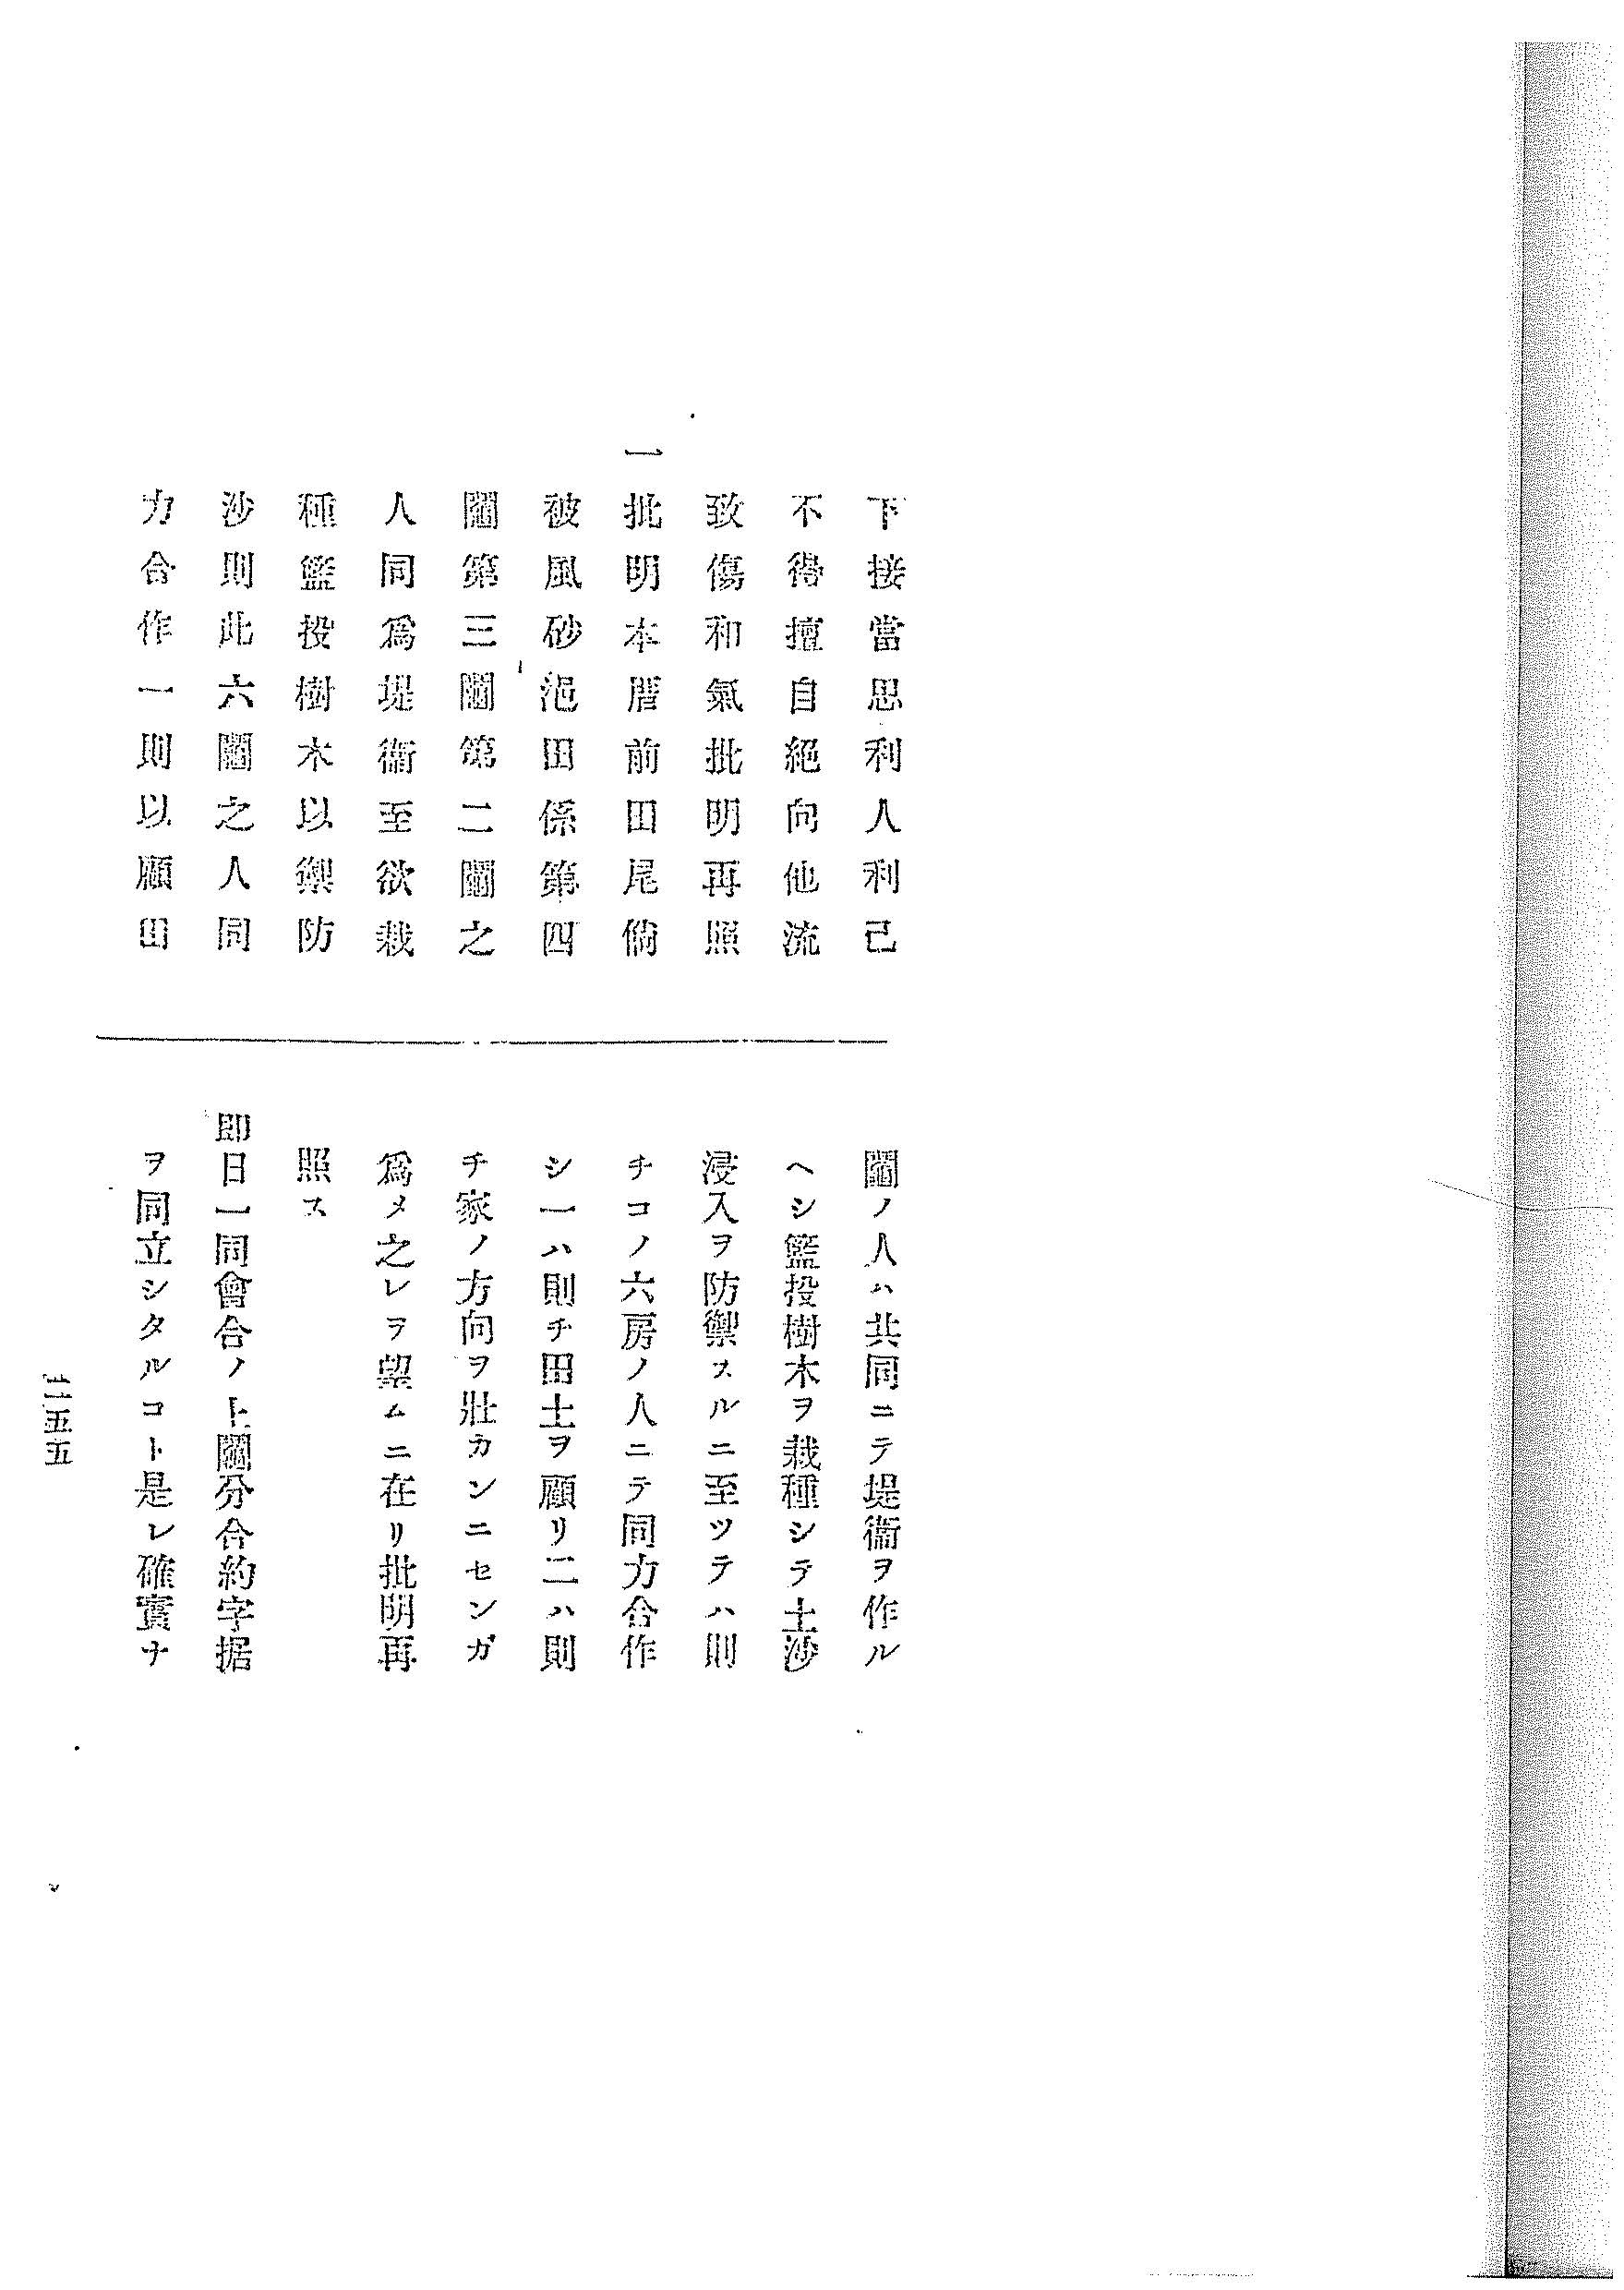 下接當思利人利己
不得擅自絕向他流
致傷和氣批明再照
一批明本厝前田尾倘
被風砂浥田係第四
鬮第三鬮第二鬮之
人同爲堤衞至欲栽
種籃投樹木以禦防
沙則此六鬮之人同
力合作一則以顧田
鬮ノ人ハ共同ニテ堤衞ヲ作ル
ヘシ籃投樹木ヲ栽種シテ土沙
浸入ヲ防禦スルニ至ツテハ則
チコノ六房ノ人ニテ同力合作
シ一ハ則チ田土ヲ顧リ二ハ則
チ家ノ方向ヲ壯カンニセンガ
爲メ之レヲ望ムニ在リ批明再
照ス
即日一同會合ノ上鬮分合約字据
ヲ同立シタルコト是レ確實ナ
二五五